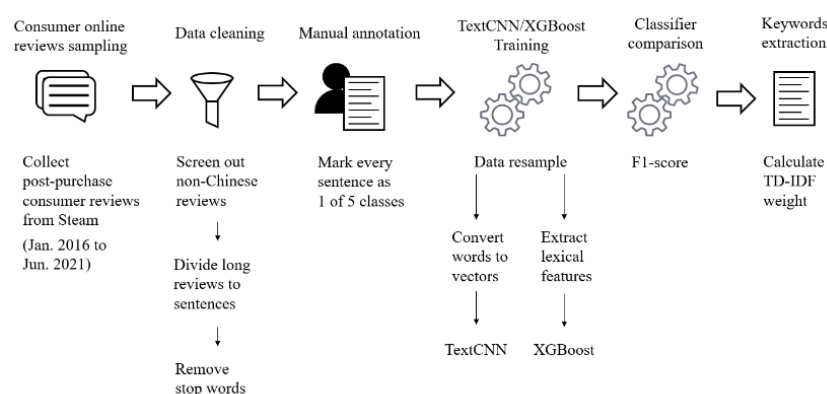 Consumer online
reviews sampling
Data cleaning
Manual annotation
TextCNN/XGBoost
Training
Classifier
comparison
Keywords
extraction
Collect
post-purchase
consumer reviews
from Steam
(Jan. 2016 to
Jun. 2021)
Screen out
non-Chinese
reviews
Divide long
reviews to
sentences
Remove
stop words
Mark every
sentence as
1 of 5 classes
Data resample
Convert
words to
vectors
TextCNN
Extract
lexical
features
XGBoost
F1-score
Calculate
TD-IDF
weight